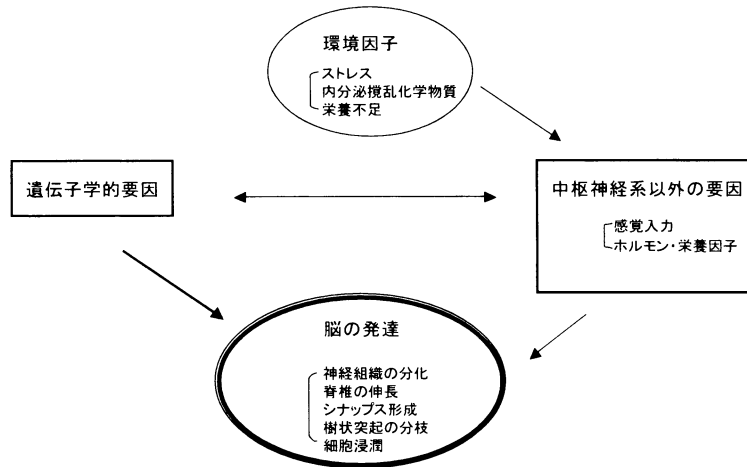 環境因子
ストレス
内分泌撹乱化学物質
栄養不足
遺伝子学的要因
中枢神経系以外の要因
感覚入力
ホルモン・栄養因子
脳の発達
神経組織の分化
脊椎の伸長
シナップス形成
樹状突起の分枝
細胞浸潤